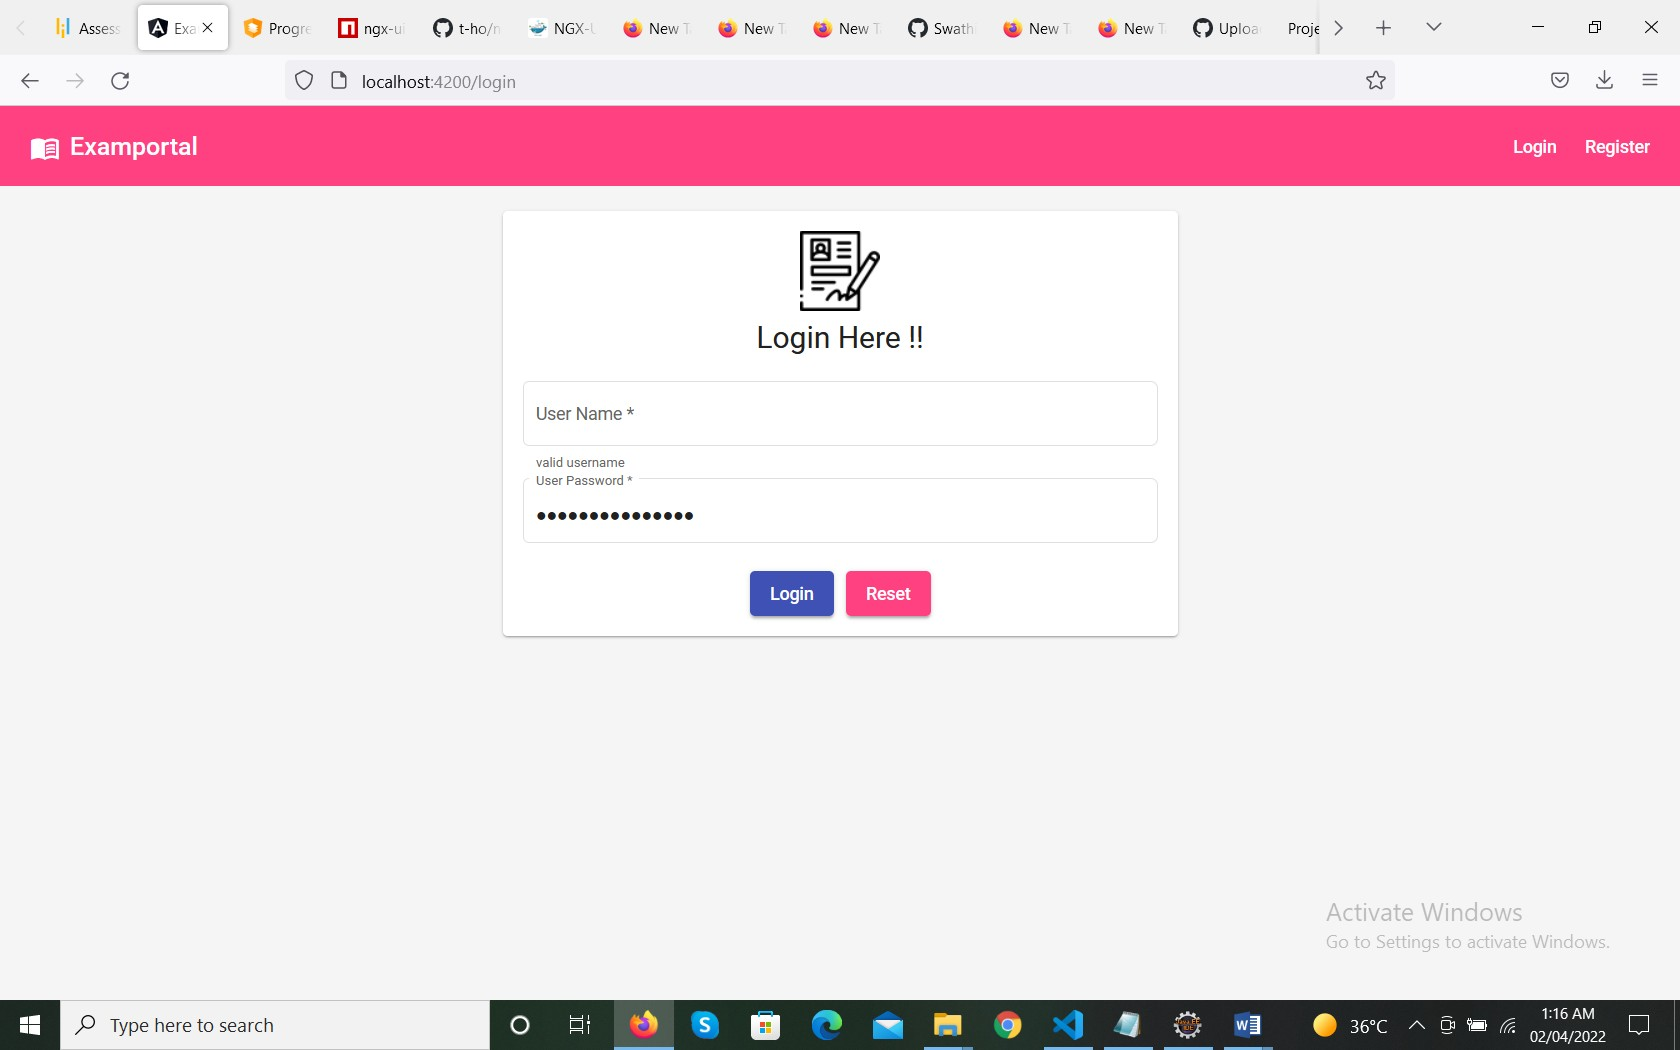 Assess
Exa
Progre
ngx-ui
t-ho/n
NGX-U
New T
New T
New T
Swath
New T
New T
Uploa
Proje
localhost:4200/login
Examportal
Login
Register
Login Here !!
User Name *
valid username
User Password *
Login
Reset
Activate Windows
Go to Settings to activate Windows.
Type here to search
36°C
1:16 AM
02/04/2022